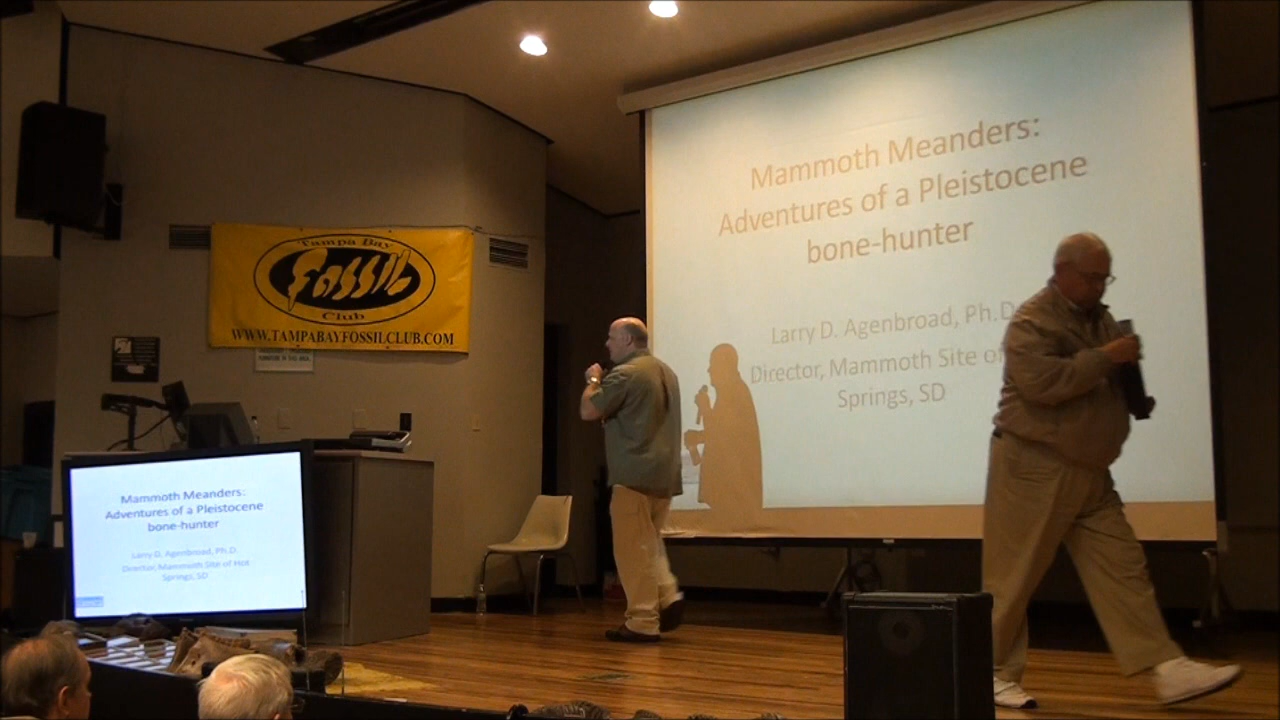 Tampa Bay
Fossil
Club
WWW.TAMPABAYFOSSILCLUB.COM
Mammoth Meanders:
Adventures of a Pleistocene
bone-hunter
Larry D. Agenbroad, Ph.D
Director, Mammoth Site of
Springs, SD
Mammoth Meanders:
Adventures of a Pleistocene
bone-hunter
Larry D. Agenbroad, Ph.D.
Director, Mammoth Site of Hot
Springs, SD